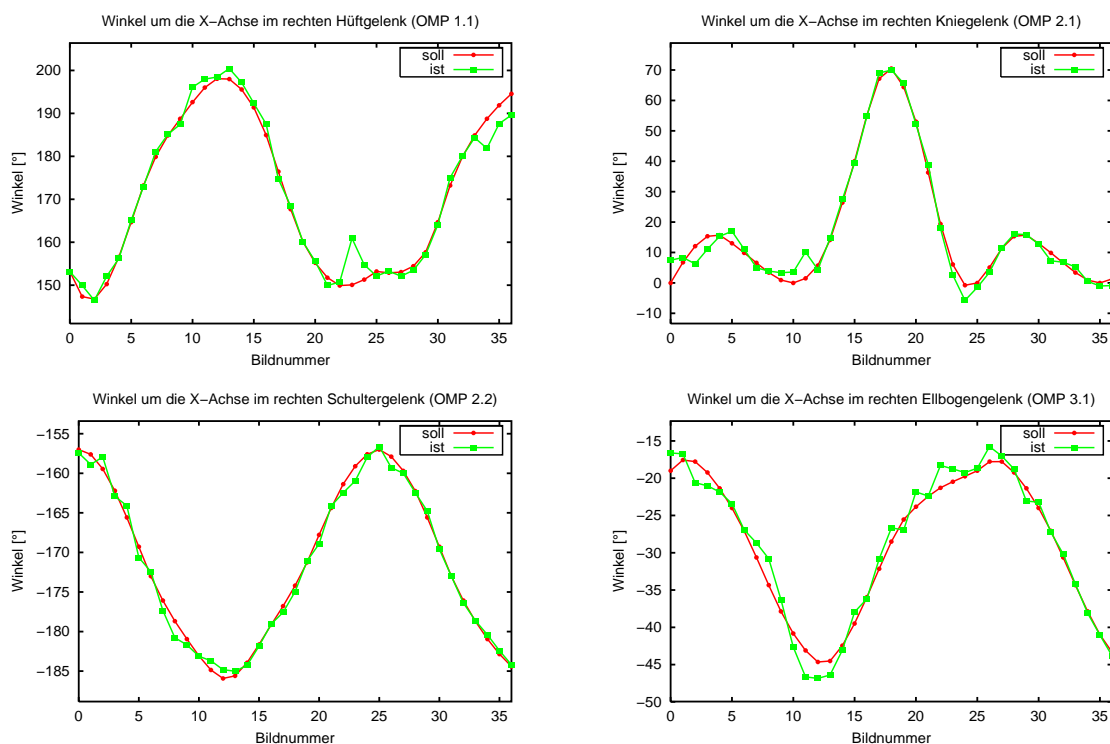 Winkel um die X−Achse im rechten Hüftgelenk (OMP 1.1)
soll
ist
200
190
180
170
160
150
Winkel [°]
0 5 10 15 20 25 30 35
Bildnummer
Winkel um die X−Achse im rechten Kniegelenk (OMP 2.1)
soll
ist
70
60
50
40
30
20
10
0
−10
Winkel [°]
0 5 10 15 20 25 30 35
Bildnummer
Winkel um die X−Achse im rechten Schultergelenk (OMP 2.2)
soll
ist
−155
−160
−165
−170
−175
−180
−185
Winkel [°]
0 5 10 15 20 25 30 35
Bildnummer
Winkel um die X−Achse im rechten Ellbogengelenk (OMP 3.1)
soll
ist
−15
−20
−25
−30
−35
−40
−45
−50
Winkel [°]
0 5 10 15 20 25 30 35
Bildnummer